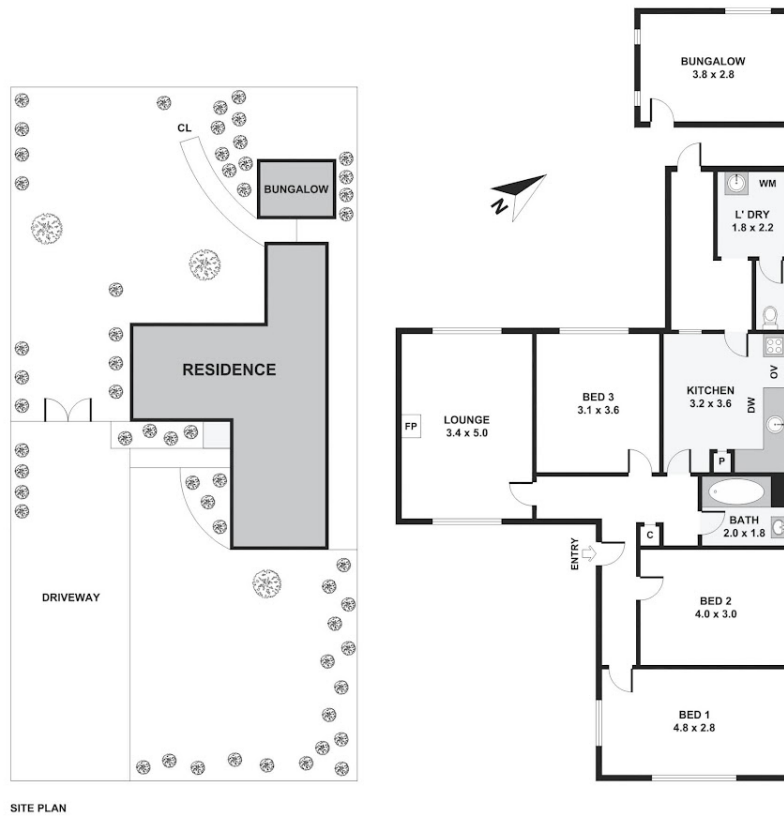 CL
BUNGALOW
RESIDENCE
DRIVEWAY
SITE PLAN
N
BUNGALOW
3.8 x 2.8
WM
L' DRY
1.8 x 2.2
KITCHEN
3.2 x 3.6
OV
DW
P
BED 3
3.1 x 3.6
LOUNGE
3.4 x 5.0
FP
BATH
2.0 x 1.8
C
ENTRY
BED 2
4.0 x 3.0
BED 1
4.8 x 2.8